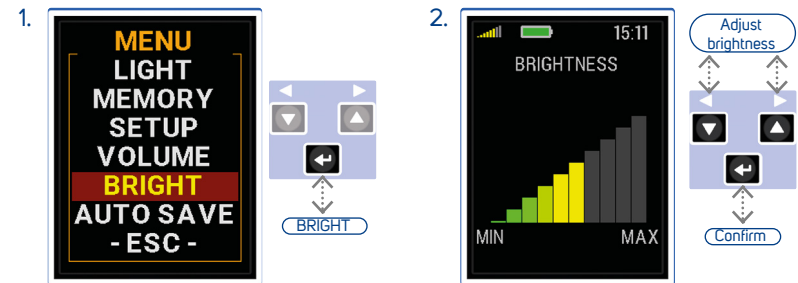 1.
MENU
LIGHT
MEMORY
SETUP
VOLUME
BRIGHT
AUTO SAVE
- ESC -
BRIGHT
2.
15:11
BRIGHTNESS
MIN MAX
Adjust
brightness
Confirm